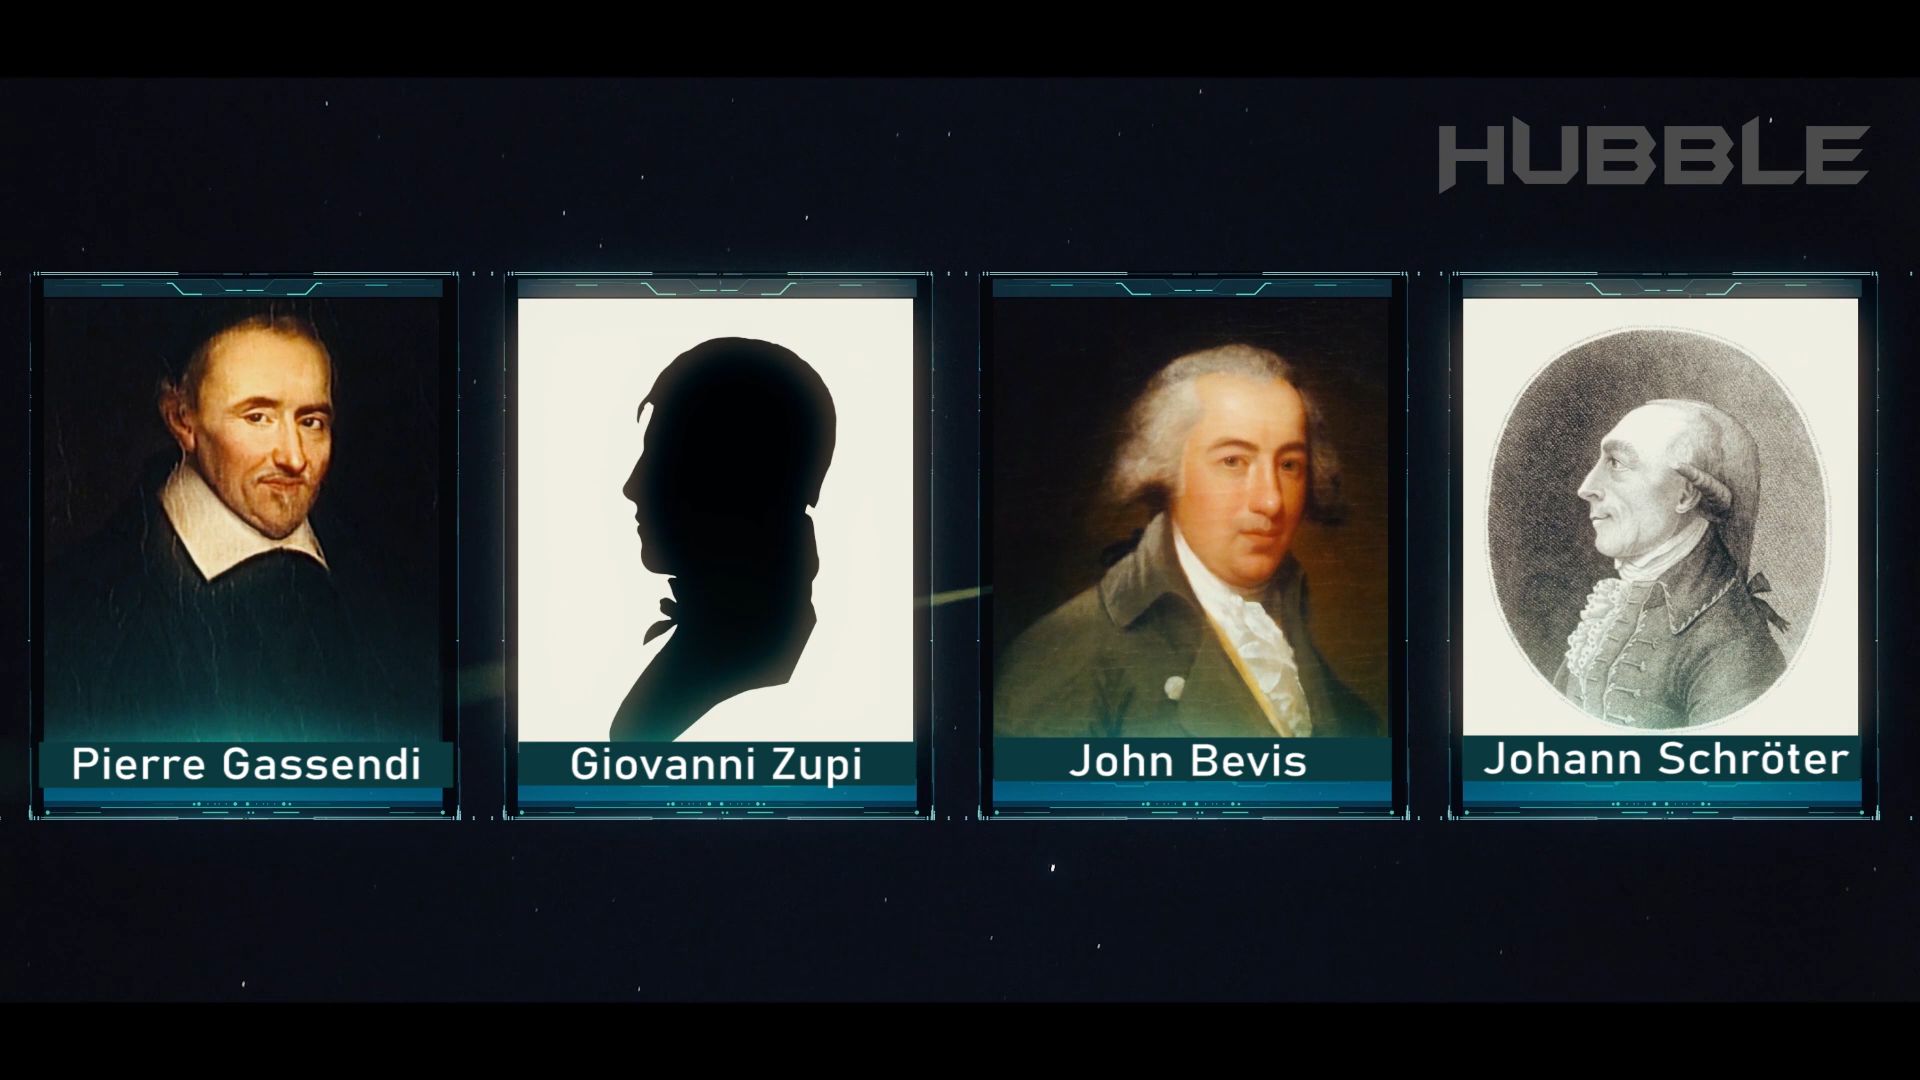 HUBBLE
Pierre Gassendi
Giovanni Zupi
John Bevis
Johann Schröter